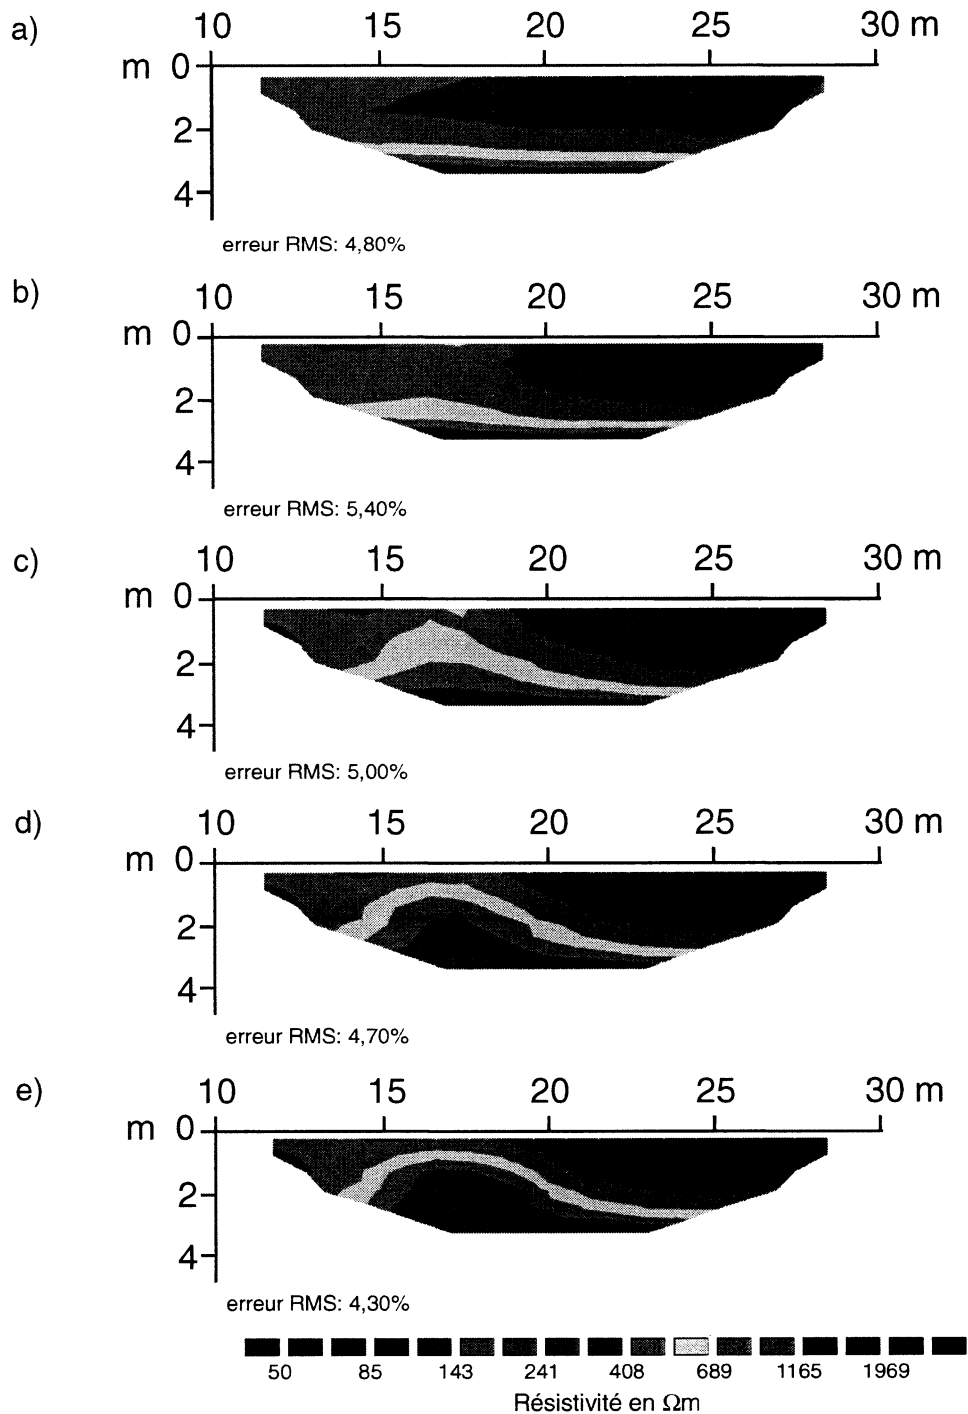 a)
10 15 20 25 30 m
m 0
2
4
erreur RMS: 4,80%
b)
10 15 20 25 30 m
m 0
2
4
erreur RMS: 5,40%
c)
10 15 20 25 30 m
m 0
2
4
erreur RMS: 5,00%
d)
10 15 20 25 30 m
m 0
2
4
erreur RMS: 4,70%
e)
10 15 20 25 30 m
m 0
2
4
erreur RMS: 4,30%
50 85 143 241 408 689 1165 1969
Résistivité en Ωm